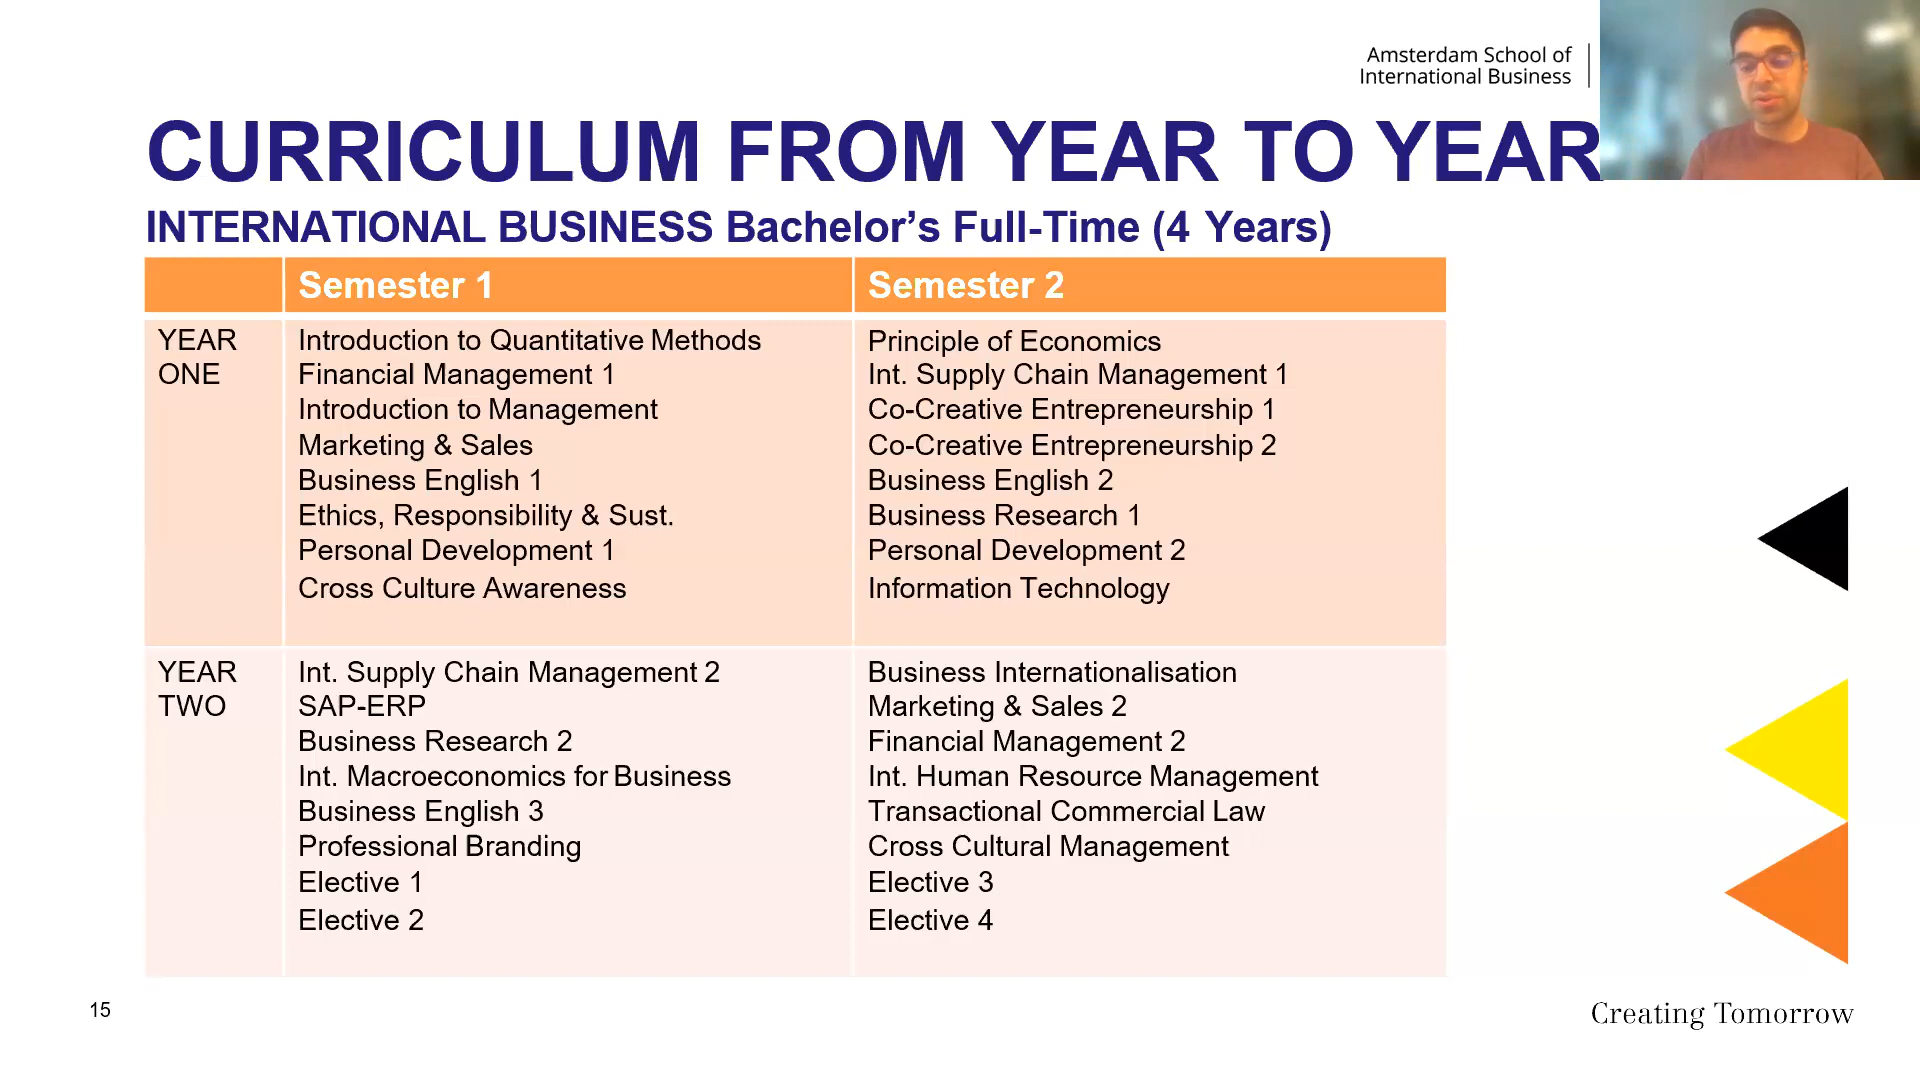 Amsterdam School of
International Business
CURRICULUM FROM YEAR TO YEAR
INTERNATIONAL BUSINESS Bachelor’s Full-Time (4 Years)
Semester 1
Semester 2
YEAR
ONE
Introduction to Quantitative Methods
Financial Management 1
Introduction to Management
Marketing & Sales
Business English 1
Ethics, Responsibility & Sust.
Personal Development 1
Cross Culture Awareness
Principle of Economics
Int. Supply Chain Management 1
Co-Creative Entrepreneurship 1
Co-Creative Entrepreneurship 2
Business English 2
Business Research 1
Personal Development 2
Information Technology
YEAR
TWO
Int. Supply Chain Management 2
SAP-ERP
Business Research 2
Int. Macroeconomics for Business
Business English 3
Professional Branding
Elective 1
Elective 2
Business Internationalisation
Marketing & Sales 2
Financial Management 2
Int. Human Resource Management
Transactional Commercial Law
Cross Cultural Management
Elective 3
Elective 4
15
Creating Tomorrow